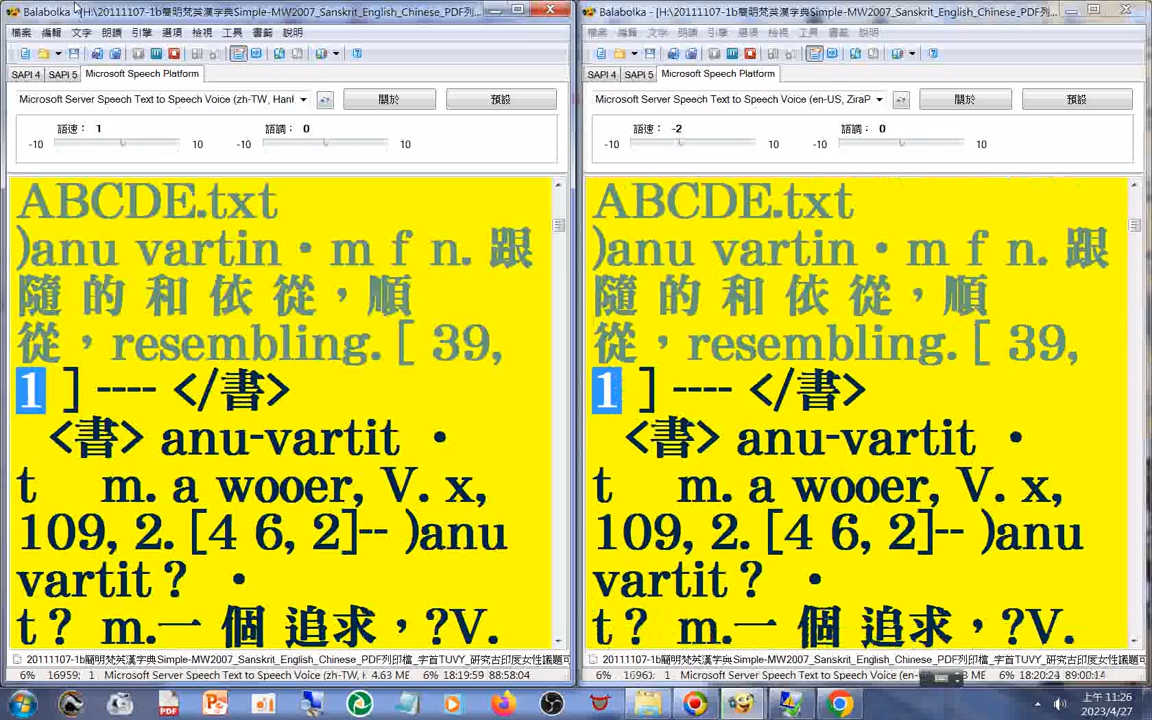 Balabolka - [H:\20111107-1b簡明梵英漢字典Simple-MW2007_Sanskrit_English_Chinese_PDF列...
檔案 編輯 文字 朗讀 引擎 選項 檢視 工具 書籤 說明
SAPI 4 SAPI 5 Microsoft Speech Platform
Microsoft Server Speech Text to Speech Voice (zh-TW, Hanl 關於 預設
語速： 1 語調： 0
-10 10 -10 10
ABCDE.txt
)anu vartin • m f n. 跟
隨 的 和 依 從，順
從，resembling. [ 39,
1 ] ---- </書>
<書> anu-vartit •
t m. a wooer, V. x,
109, 2. [4 6, 2]-- )anu
vartit？ •
t？ m.一 個 追求，?V.
20111107-1b簡明梵英漢字典Simple-MW2007_Sanskrit_English_Chinese_PDF列印檔_字首TUVY_研究古印度女性議題可
6% 16959: 1 Microsoft Server Speech Text to Speech Voice (zh-TW, H 4.63 MB 6% 18:19:59 88:58:04
Balabolka - [H:\20111107-1b簡明梵英漢字典Simple-MW2007_Sanskrit_English_Chinese_PDF列印...
檔案 編輯 文字 朗讀 引擎 選項 檢視 工具 書籤 說明
SAPI 4 SAPI 5 Microsoft Speech Platform
Microsoft Server Speech Text to Speech Voice (en-US, ZiraP 關於 預設
語速： -2 語調： 0
-10 10 -10 10
ABCDE.txt
)anu vartin • m f n. 跟
隨 的 和 依 從，順
從，resembling. [ 39,
1 ] ---- </書>
<書> anu-vartit •
t m. a wooer, V. x,
109, 2. [4 6, 2]-- )anu
vartit？ •
t？ m.一 個 追求，?V.
20111107-1b簡明梵英漢字典Simple-MW2007_Sanskrit_English_Chinese_PDF列印檔_字首TUVY_研究古印度女性議題可
6% 16960: 1 Microsoft Server Speech Text to Speech Voice 6% 18:20:24 89:00:14
PDF
上午 11:26
2023/4/27